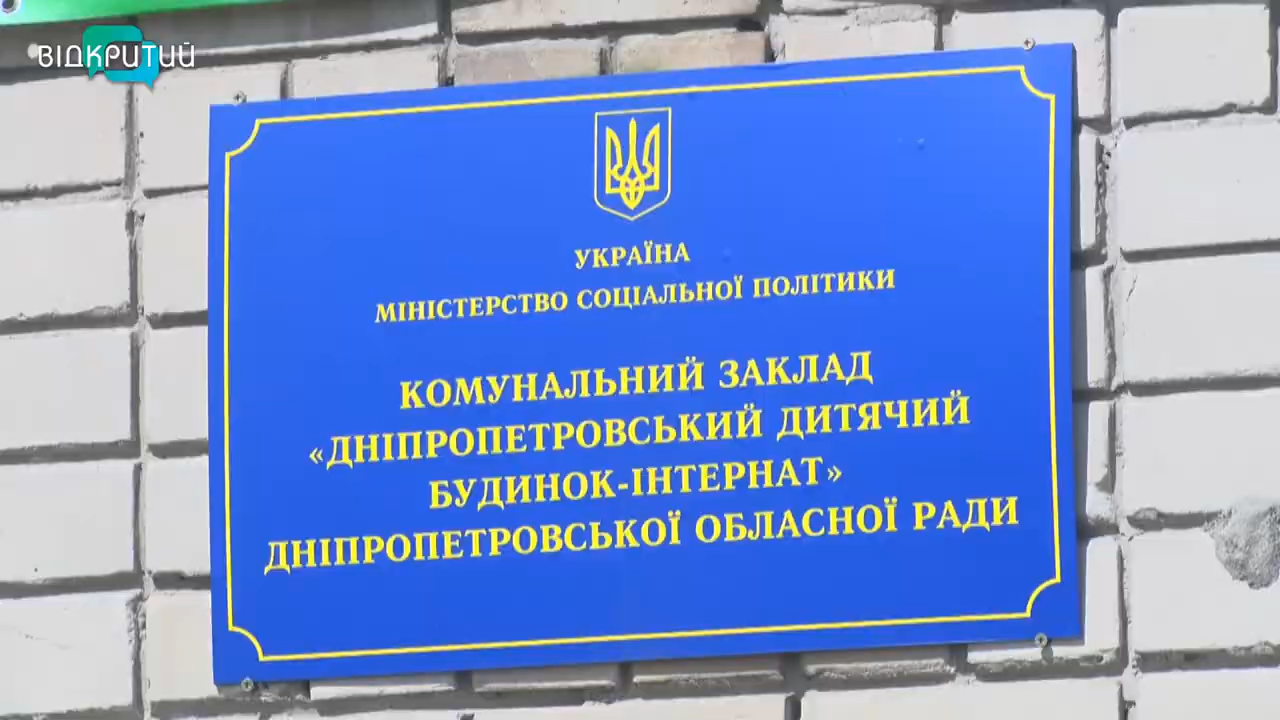 ВІДКРИТИЙ
УКРАЇНА
МІНІСТЕРСТВО СОЦІАЛЬНОЇ ПОЛІТИКИ
КОМУНАЛЬНИЙ ЗАКЛАД
«ДНІПРОПЕТРОВСЬКИЙ ДИТЯЧИЙ
БУДИНОК-ІНТЕРНАТ»
ДНІПРОПЕТРОВСЬКОЇ ОБЛАСНОЇ РАДИ